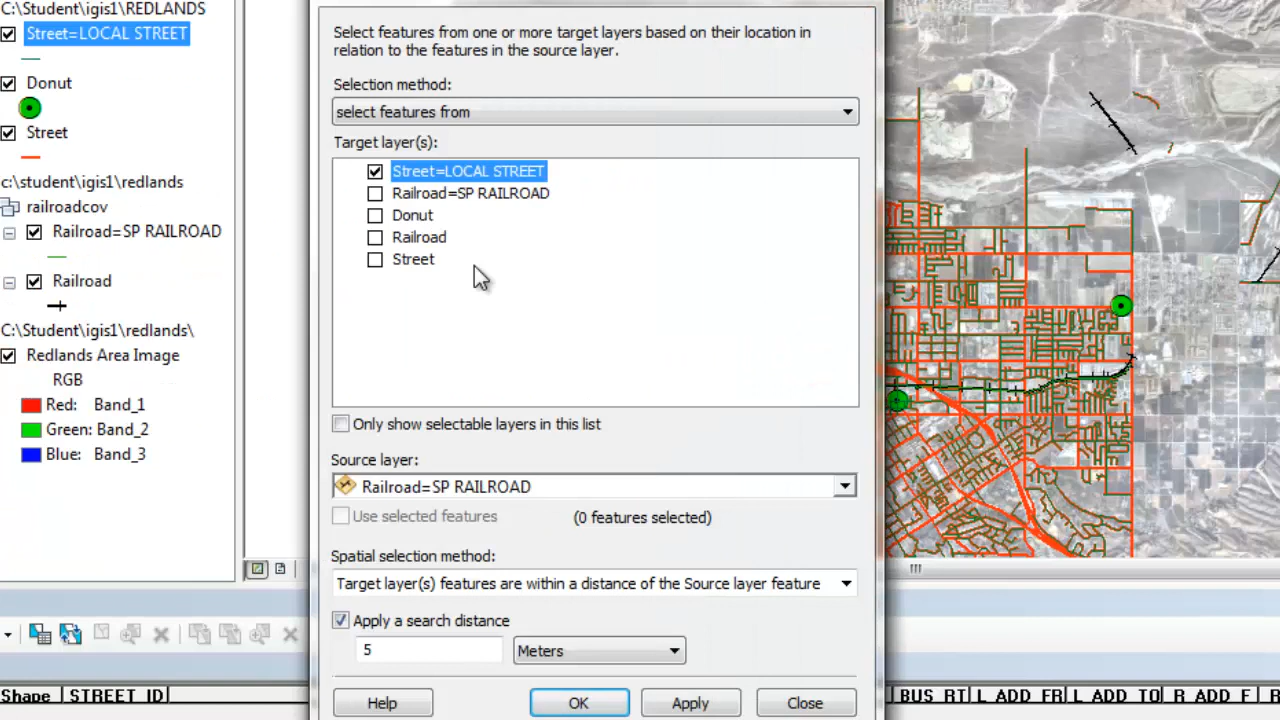 C:\Student\igis1\REDLANDS
Street=LOCAL STREET
Donut
Street
c:\student\igis1\redlands
railroadcov
Railroad=SP RAILROAD
Railroad
C:\Student\igis1\redlands\
Redlands Area Image
RGB
Red: Band_1
Green: Band_2
Blue: Band_3
Select features from one or more target layers based on their location in
relation to the features in the source layer.
Selection method:
select features from
Target layer(s):
Street=LOCAL STREET
Railroad=SP RAILROAD
Donut
Railroad
Street
Only show selectable layers in this list
Source layer:
Railroad=SP RAILROAD
Use selected features (0 features selected)
Spatial selection method:
Target layer(s) features are within a distance of the Source layer feature
Apply a search distance
5 Meters
Help OK Apply Close
Shape STREET_ID BUS_RT L_ADD_FR L_ADD_TO R_ADD_F